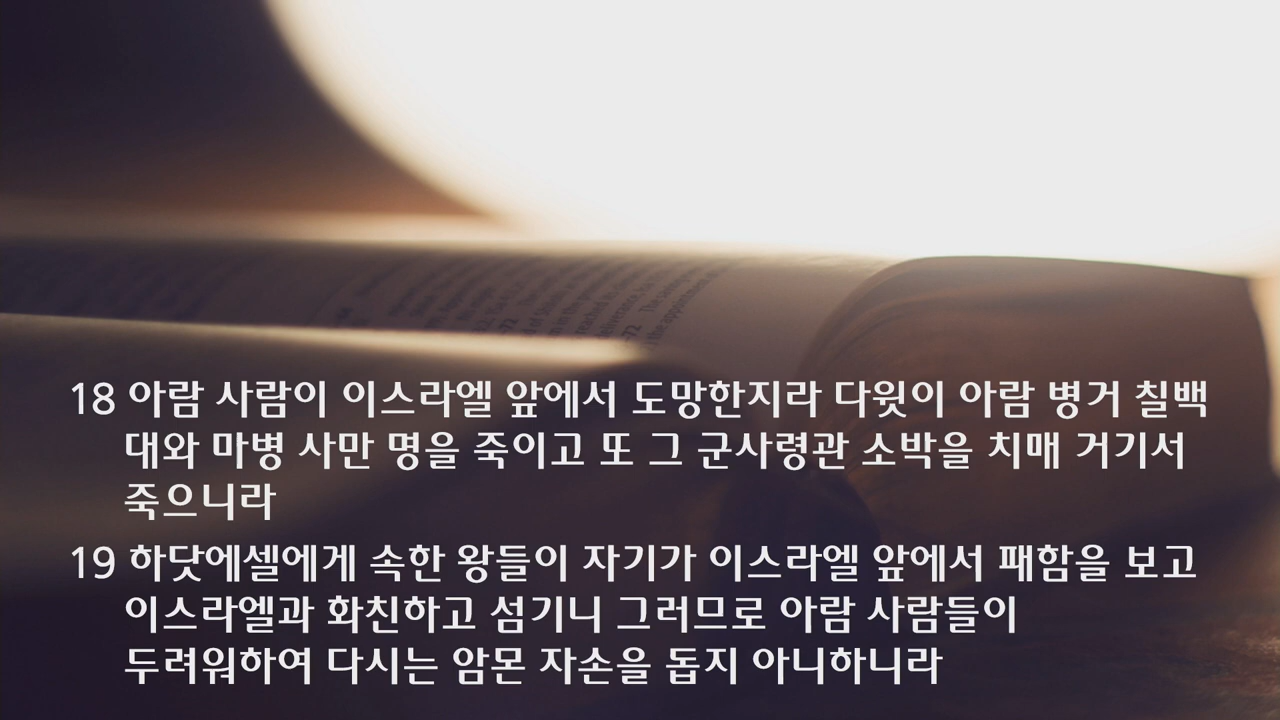 18 아람 사람이 이스라엘 앞에서 도망한지라 다윗이 아람 병거 칠백
대와 마병 사만 명을 죽이고 또 그 군사령관 소박을 치매 거기서
죽으니라
19 하닷에셀에게 속한 왕들이 자기가 이스라엘 앞에서 패함을 보고
이스라엘과 화친하고 섬기니 그러므로 아람 사람들이
두려워하여 다시는 암몬 자손을 돕지 아니하니라